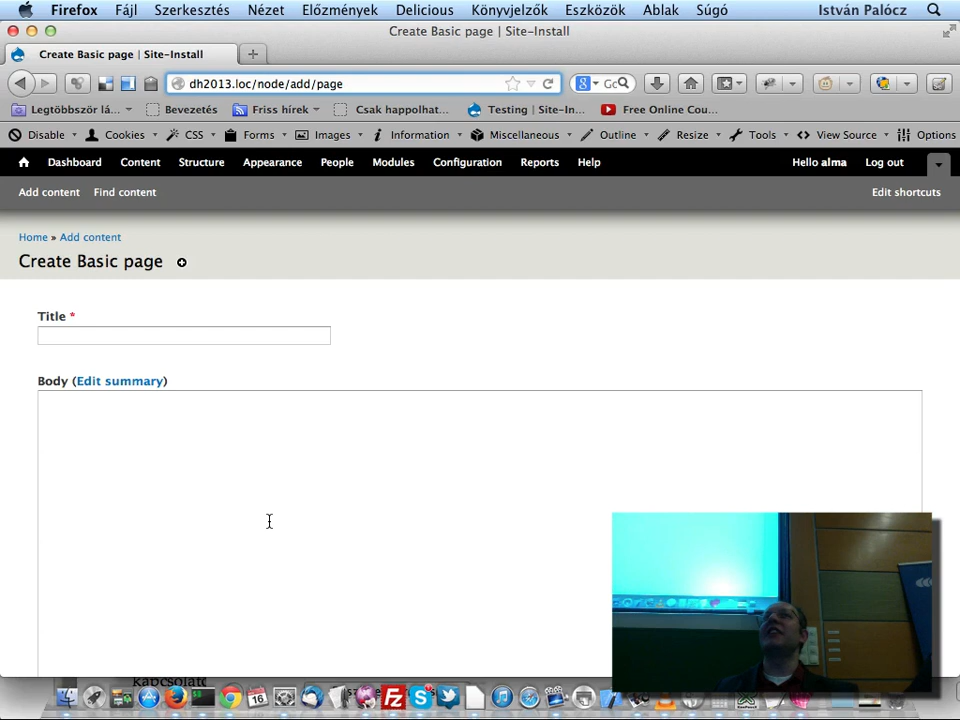 Firefox Fájl Szerkesztés Nézet Előzmények Delicious Könyvjelzők Eszközök Ablak Súgó István Palócz
Create Basic page | Site-Install
Create Basic page | Site-Install
dh2013.loc/node/add/page
Legtöbbször lá... Bevezetés Friss hírek Csak happolhat... Testing | Site-In... Free Online Cou...
Disable Cookies CSS Forms Images Information Miscellaneous Outline Resize Tools View Source Options
Dashboard Content Structure Appearance People Modules Configuration Reports Help Hello alma Log out
Add content Find content Edit shortcuts
Home » Add content
Create Basic page
Title *
Body (Edit summary)